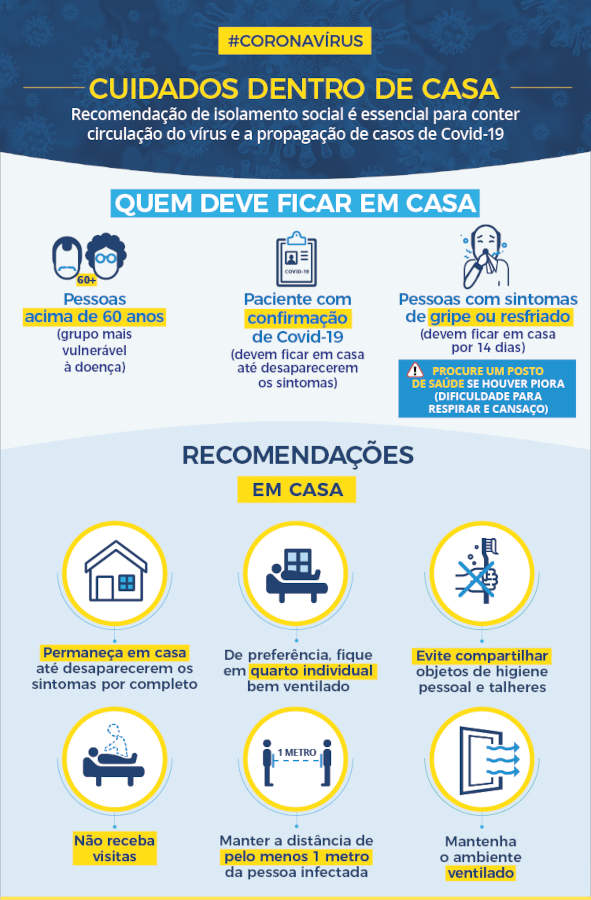 #CORONAVÍRUS
CUIDADOS DENTRO DE CASA
Recomendação de isolamento social é essencial para conter
circulação do vírus e a propagação de casos de Covid-19
QUEM DEVE FICAR EM CASA
60+
Pessoas
acima de 60 anos
(grupo mais
vulnerável
à doença)
COVID-19
Paciente com
confirmação
de Covid-19
(devem ficar em casa
até desaparecerem
os sintomas)
Pessoas com sintomas
de gripe ou resfriado
(devem ficar em casa
por 14 dias)
PROCURE UM POSTO
DE SAÚDE SE HOUVER PIORA
(DIFICULDADE PARA
RESPIRAR E CANSAÇO)
RECOMENDAÇÕES
EM CASA
Permaneça em casa
até desaparecerem os
sintomas por completo
De preferência, fique
em quarto individual
bem ventilado
Evite compartilhar
objetos de higiene
pessoal e talheres
Não receba
visitas
1 METRO
Manter a distância de
pelo menos 1 metro
da pessoa infectada
Mantenha
o ambiente
ventilado